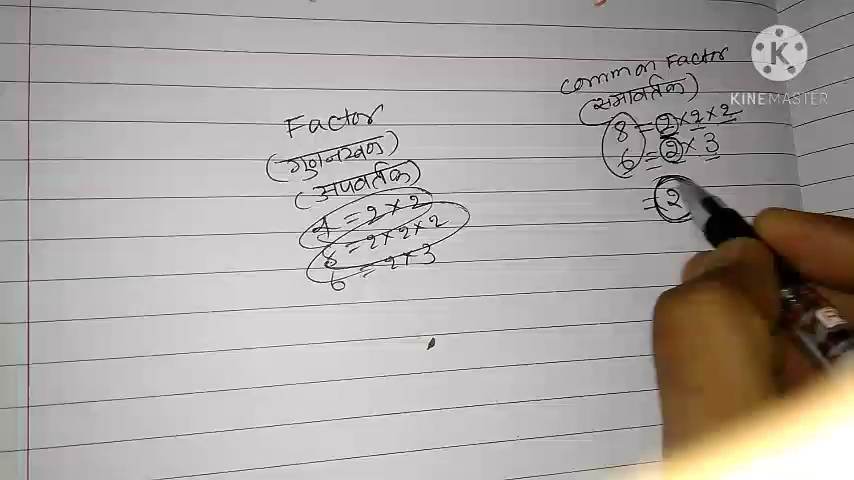 Factor
(गुणनखण्ड)
(अपवर्तक)
4 = 2 × 2
8 = 2 × 2 × 2
6 = 2 × 3
Common Factor
(समावर्तक)
8 = 2 × 2 × 2
6 = 2 × 3
= 2
K
KINEMASTER